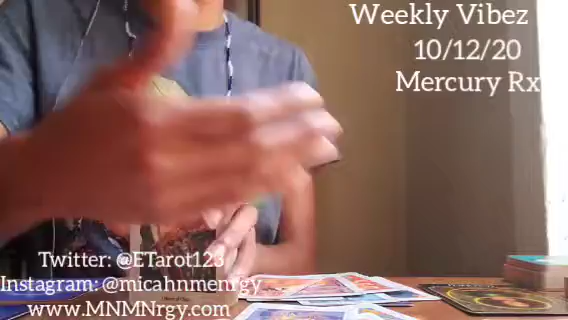 Weekly Vibez
10/12/20
Mercury Rx
Twitter: @ETarot123
Instagram: @micahnmenrgy
www.MNMNrgy.com